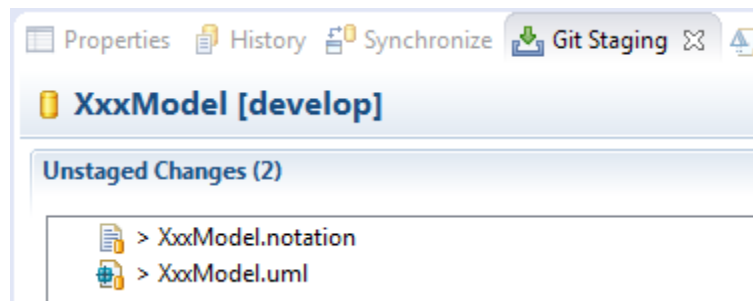 Properties History Synchronize Git Staging
XxxModel [develop]
Unstaged Changes (2)
> XxxModel.notation
> XxxModel.uml